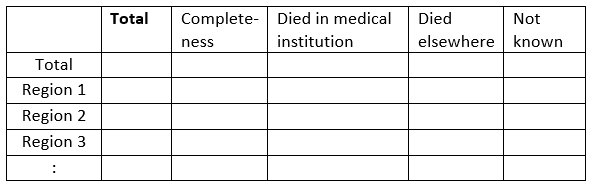 Total Complete- Died in medical Died Not
ness institution elsewhere known
Total
Region 1
Region 2
Region 3
: